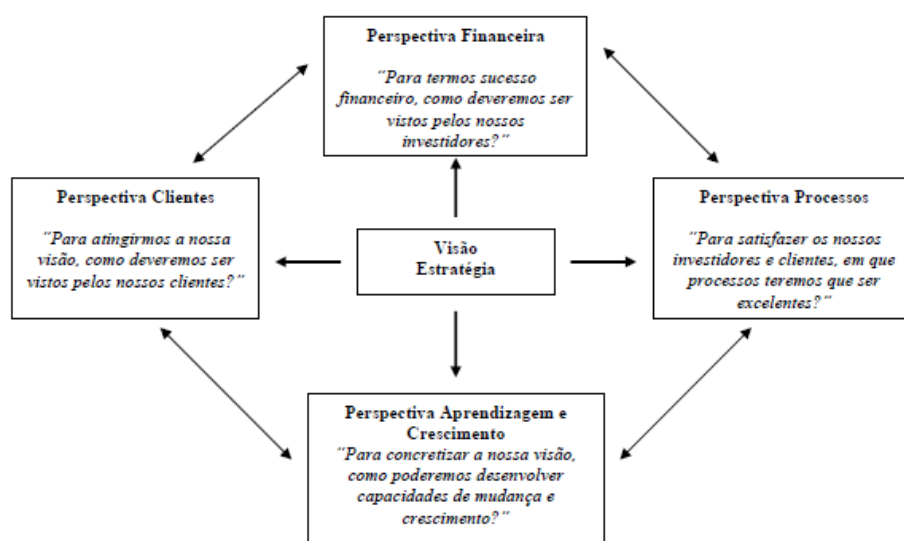 Perspectiva Financeira
"Para termos sucesso
financeiro, como deveremos ser
vistos pelos nossos
investidores?"
Perspectiva Clientes
"Para atingirmos a nossa
visão, como deveremos ser
vistos pelos nossos clientes?"
Visão
Estratégia
Perspectiva Processos
"Para satisfazer os nossos
investidores e clientes, em que
processos teremos que ser
excelentes?"
Perspectiva Aprendizagem e
Crescimento
"Para concretizar a nossa visão,
como poderemos desenvolver
capacidades de mudança e
crescimento?"